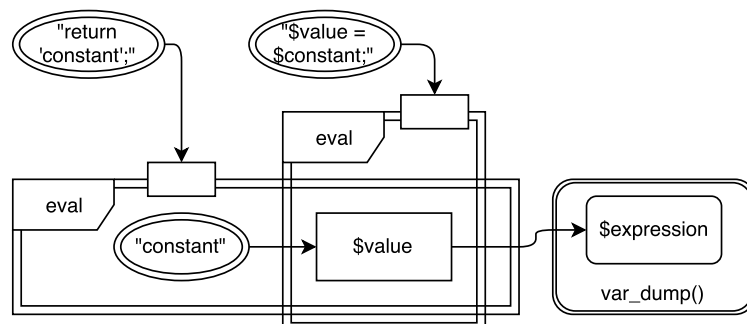 "return
'constant';"
"$value =
$constant;"
eval
eval
"constant"
$value
$expression
var_dump()